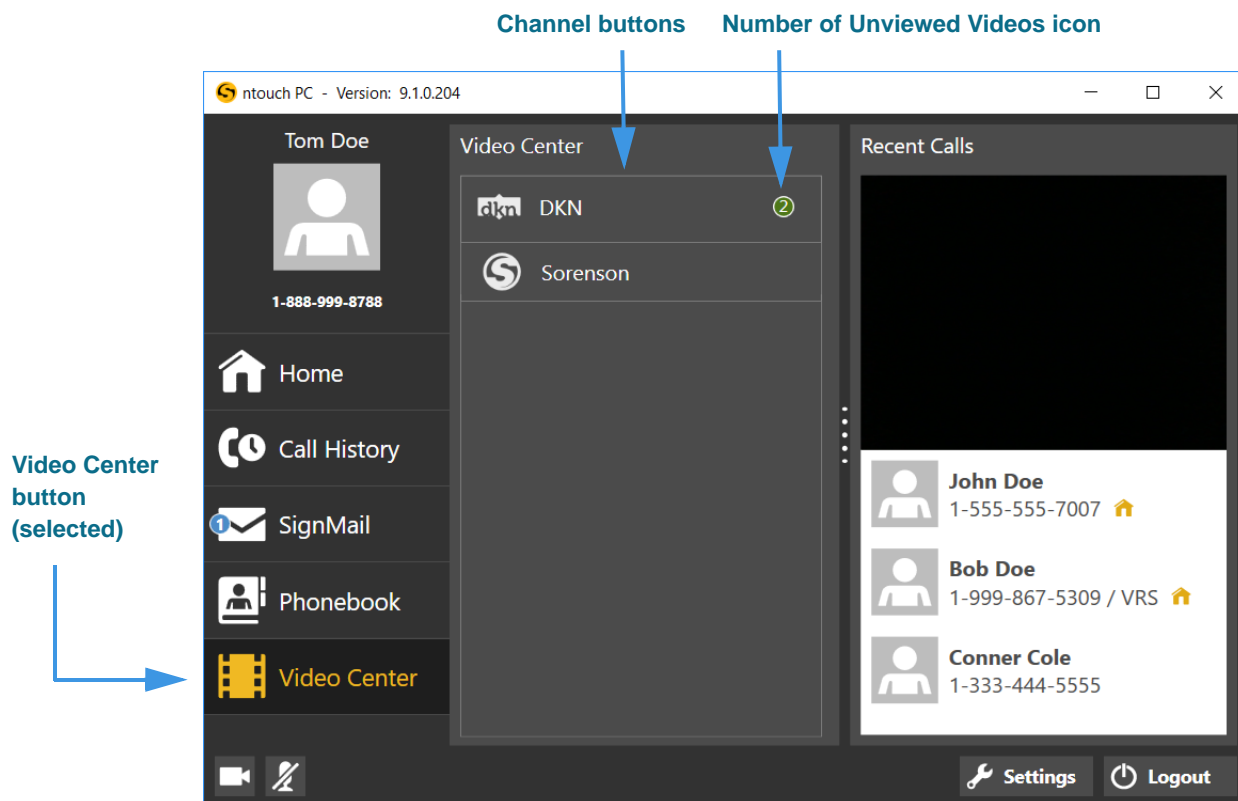 Channel buttons
Number of Unviewed Videos icon
ntouch PC - Version: 9.1.0.204
Tom Doe
1-888-999-8788
Home
Call History
1
SignMail
Phonebook
Video Center
Video Center
button
(selected)
Video Center
dkn
DKN
2
Sorenson
Recent Calls
John Doe
1-555-555-7007
Bob Doe
1-999-867-5309 / VRS
Conner Cole
1-333-444-5555
Settings
Logout